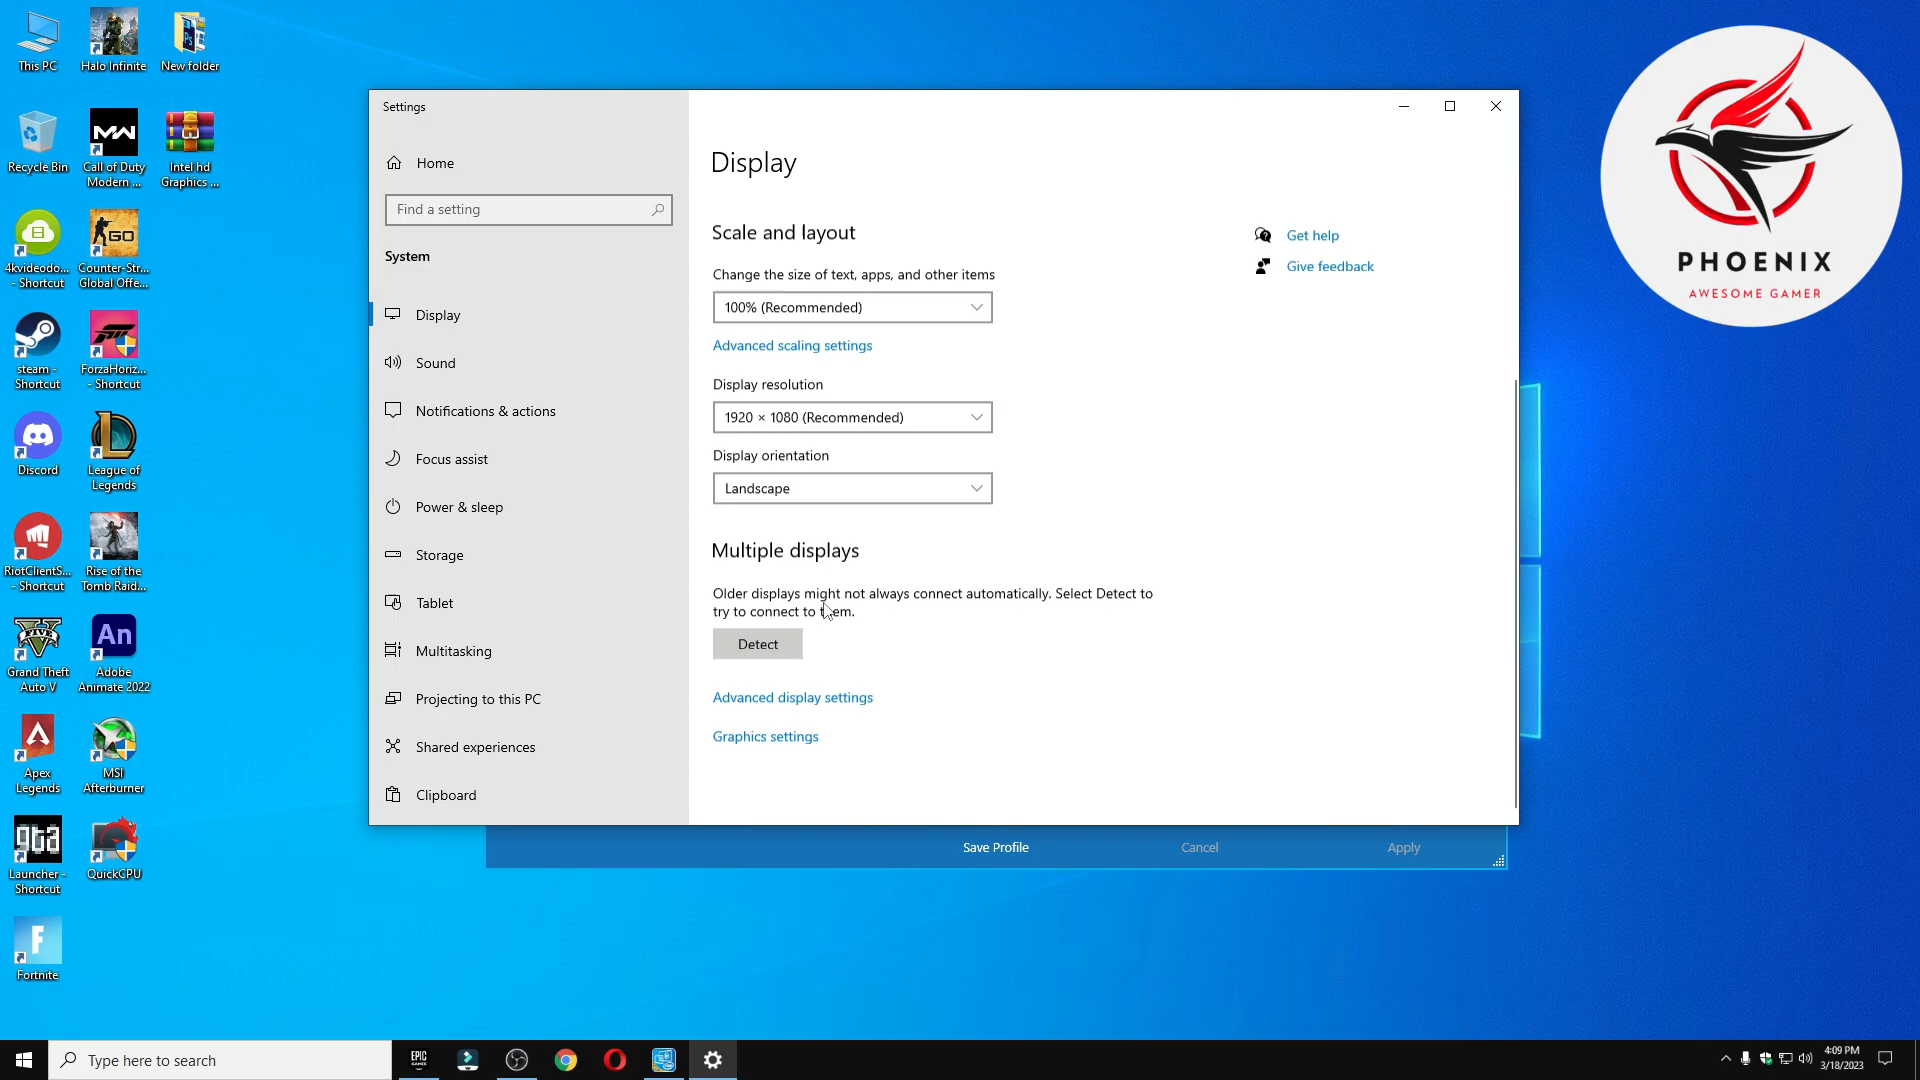 This PC
Halo Infinite
New folder
Recycle Bin
Call of Duty
Modern ...
Intel hd
Graphics ...
4kvideodo...
- Shortcut
Counter-Str...
Global Offe...
GO
steam -
Shortcut
ForzaHoriz...
- Shortcut
Discord
League of
Legends
RiotClientS...
- Shortcut
Rise of the
Tomb Raid...
FIVE
Grand Theft
Auto V
An
Adobe
Animate 2022
Apex
Legends
MSI
Afterburner
gta
Launcher -
Shortcut
QuickCPU
F
Fortnite
Settings
Home
Find a setting
System
Display
Sound
Notifications & actions
Focus assist
Power & sleep
Storage
Tablet
Multitasking
Projecting to this PC
Shared experiences
Clipboard
Display
Scale and layout
Change the size of text, apps, and other items
100% (Recommended)
Advanced scaling settings
Display resolution
1920 × 1080 (Recommended)
Display orientation
Landscape
Multiple displays
Older displays might not always connect automatically. Select Detect to
try to connect to them.
Detect
Advanced display settings
Graphics settings
Get help
Give feedback
Save Profile
Cancel
Apply
PHOENIX
AWESOME GAMER
Type here to search
EPIC
GAMES
4:09 PM
3/18/2023